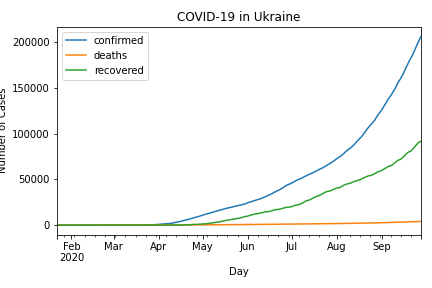 COVID-19 in Ukraine
confirmed
deaths
recovered
200000
150000
100000
50000
0
Number of Cases
Feb
2020
Mar
Apr
May
Jun
Jul
Aug
Sep
Day